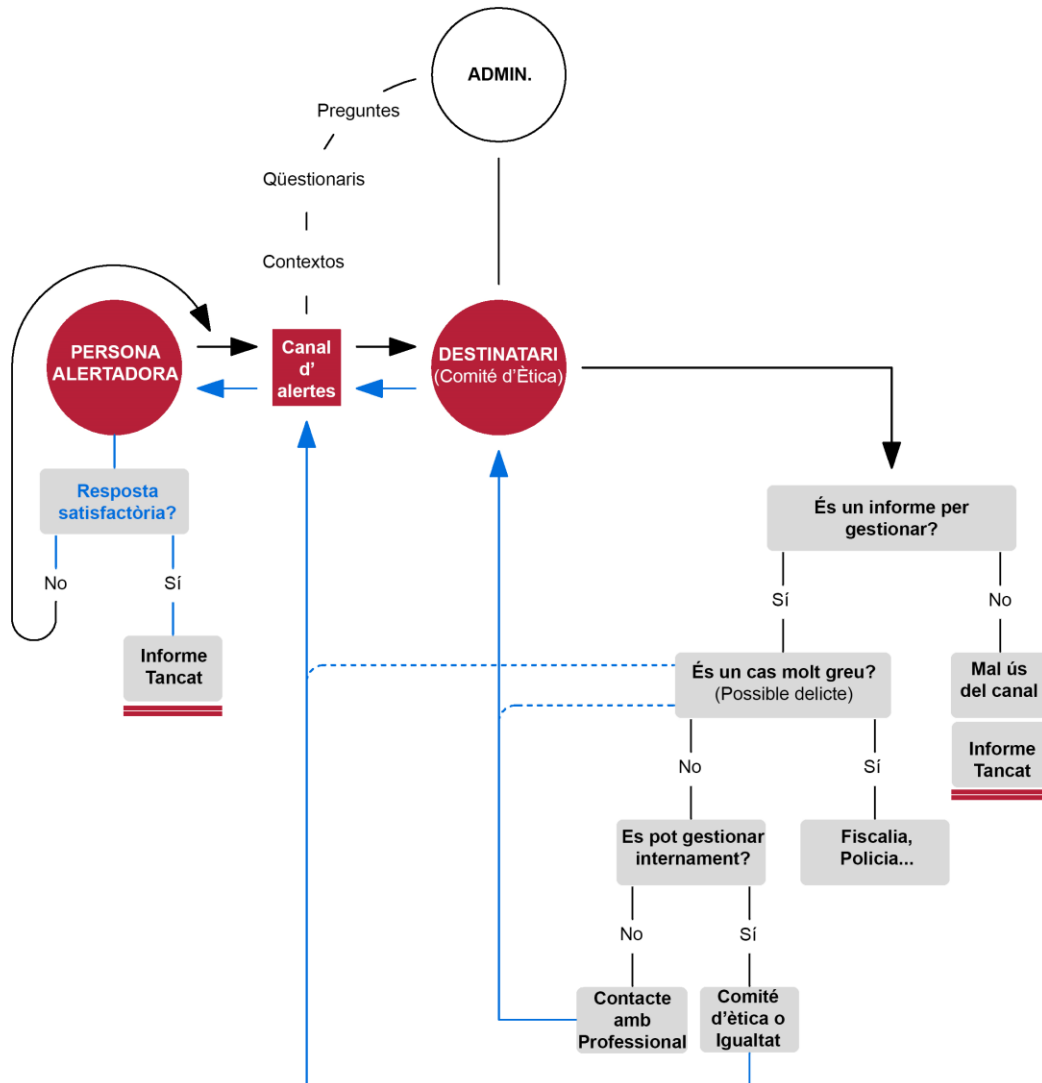 ADMIN.
Preguntes
Qüestionaris
Contextos
PERSONA
ALERTADORA
Canal
d’
alertes
DESTINATARI
(Comité d’Ètica)
Resposta
satisfactòria?
No
Sí
Informe
Tancat
És un informe per
gestionar?
Sí
No
És un cas molt greu?
(Possible delicte)
Mal ús
del canal
Informe
Tancat
No
Sí
Es pot gestionar
internament?
Fiscalia,
Policia...
No
Sí
Contacte
amb
Professional
Comité
d’ètica o
Igualtat